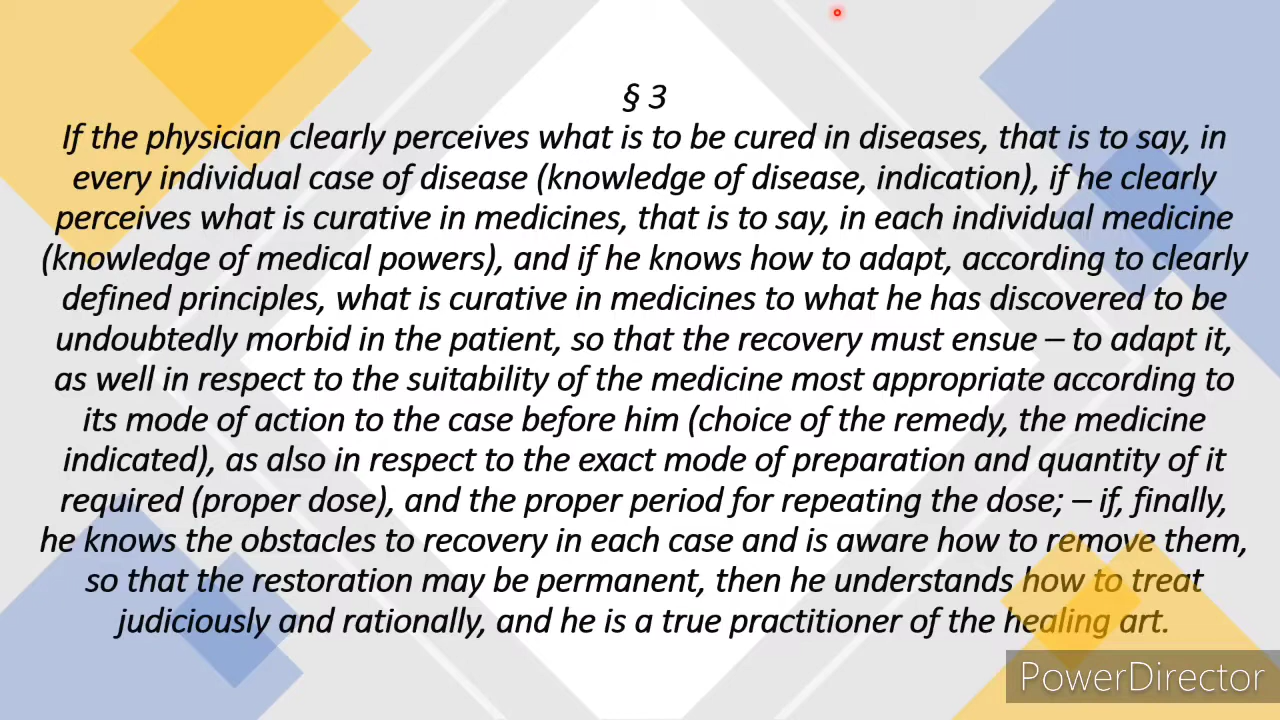 § 3
If the physician clearly perceives what is to be cured in diseases, that is to say, in
every individual case of disease (knowledge of disease, indication), if he clearly
perceives what is curative in medicines, that is to say, in each individual medicine
(knowledge of medical powers), and if he knows how to adapt, according to clearly
defined principles, what is curative in medicines to what he has discovered to be
undoubtedly morbid in the patient, so that the recovery must ensue – to adapt it,
as well in respect to the suitability of the medicine most appropriate according to
its mode of action to the case before him (choice of the remedy, the medicine
indicated), as also in respect to the exact mode of preparation and quantity of it
required (proper dose), and the proper period for repeating the dose; – if, finally,
he knows the obstacles to recovery in each case and is aware how to remove them,
so that the restoration may be permanent, then he understands how to treat
judiciously and rationally, and he is a true practitioner of the healing art.
PowerDirector